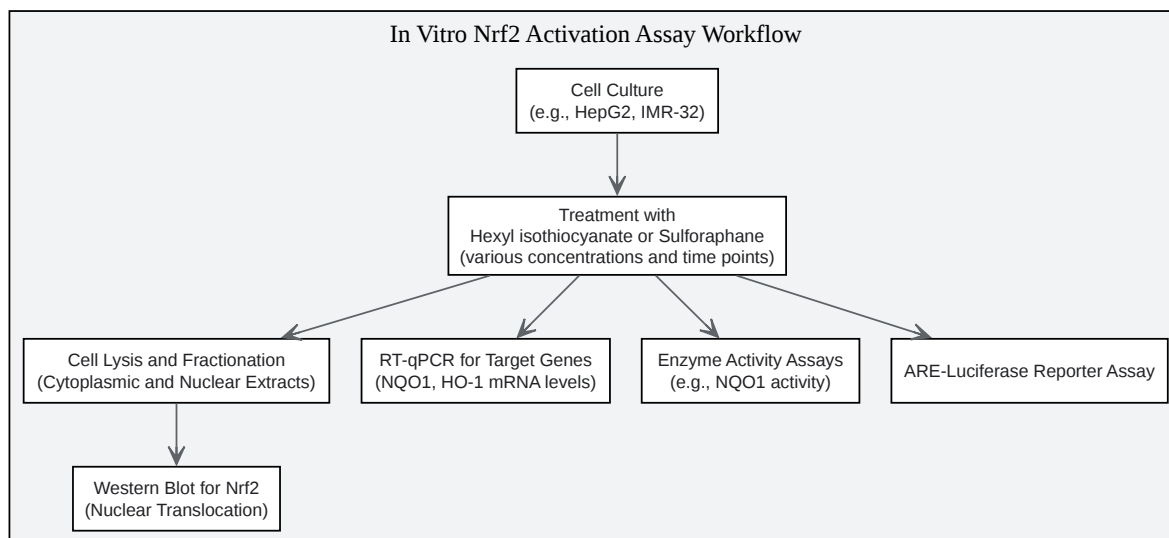 In Vitro Nrf2 Activation Assay Workflow
Cell Culture
(e.g., HepG2, IMR-32)
Treatment with
Hexyl isothiocyanate or Sulforaphane
(various concentrations and time points)
Cell Lysis and Fractionation
(Cytoplasmic and Nuclear Extracts)
RT-qPCR for Target Genes
(NQO1, HO-1 mRNA levels)
Enzyme Activity Assays
(e.g., NQO1 activity)
ARE-Luciferase Reporter Assay
Western Blot for Nrf2
(Nuclear Translocation)